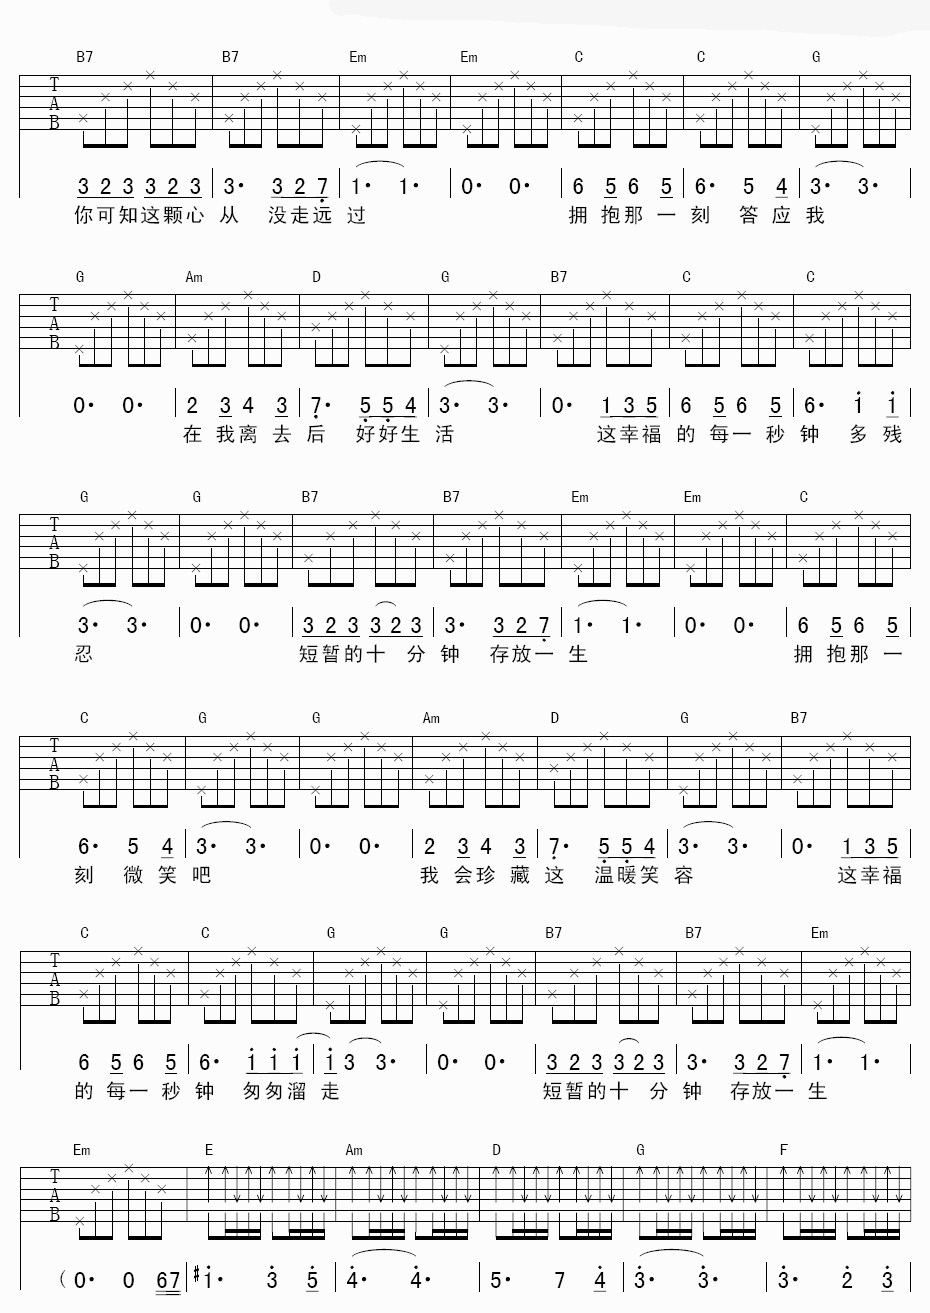 B7 B7 Em Em C C G
T
A
B
3 2 3 3 2 3 3· 3 2 7 1· 1· 0· 0· 6 5 6 5 6· 5 4 3· 3·
你可知这颗心 从 没走远 过 拥 抱那 一 刻 答 应 我
G Am D G B7 C C
T
A
B
0· 0· 2 3 4 3 7· 5 5 4 3· 3· 0· 1 3 5 6 5 6 5 6· 1 1
在 我离 去 后 好好生 活 这幸福 的 每一 秒 钟 多 残
G G B7 B7 Em Em C
T
A
B
3· 3· 0· 0· 3 2 3 3 2 3 3· 3 2 7 1· 1· 0· 0· 6 5 6 5
忍 短暂的十 分 钟 存放一 生 拥 抱那 一
C G G Am D G B7
T
A
B
6· 5 4 3· 3· 0· 0· 2 3 4 3 7· 5 5 4 3· 3· 0· 1 3 5
刻 微 笑 吧 我 会珍 藏 这 温暖笑 容 这幸福
C C G G B7 B7 Em
T
A
B
6 5 6 5 6· 1 1 1 1 3 3· 0· 0· 3 2 3 3 2 3 3· 3 2 7 1· 1·
的 每一 秒 钟 匆匆溜 走 短暂的十 分 钟 存放一 生
Em E Am D G F
T
A
B
( 0· 0 6 7 #1· 3 5 4· 4· 5· 7 4 3· 3· 3· 2 3